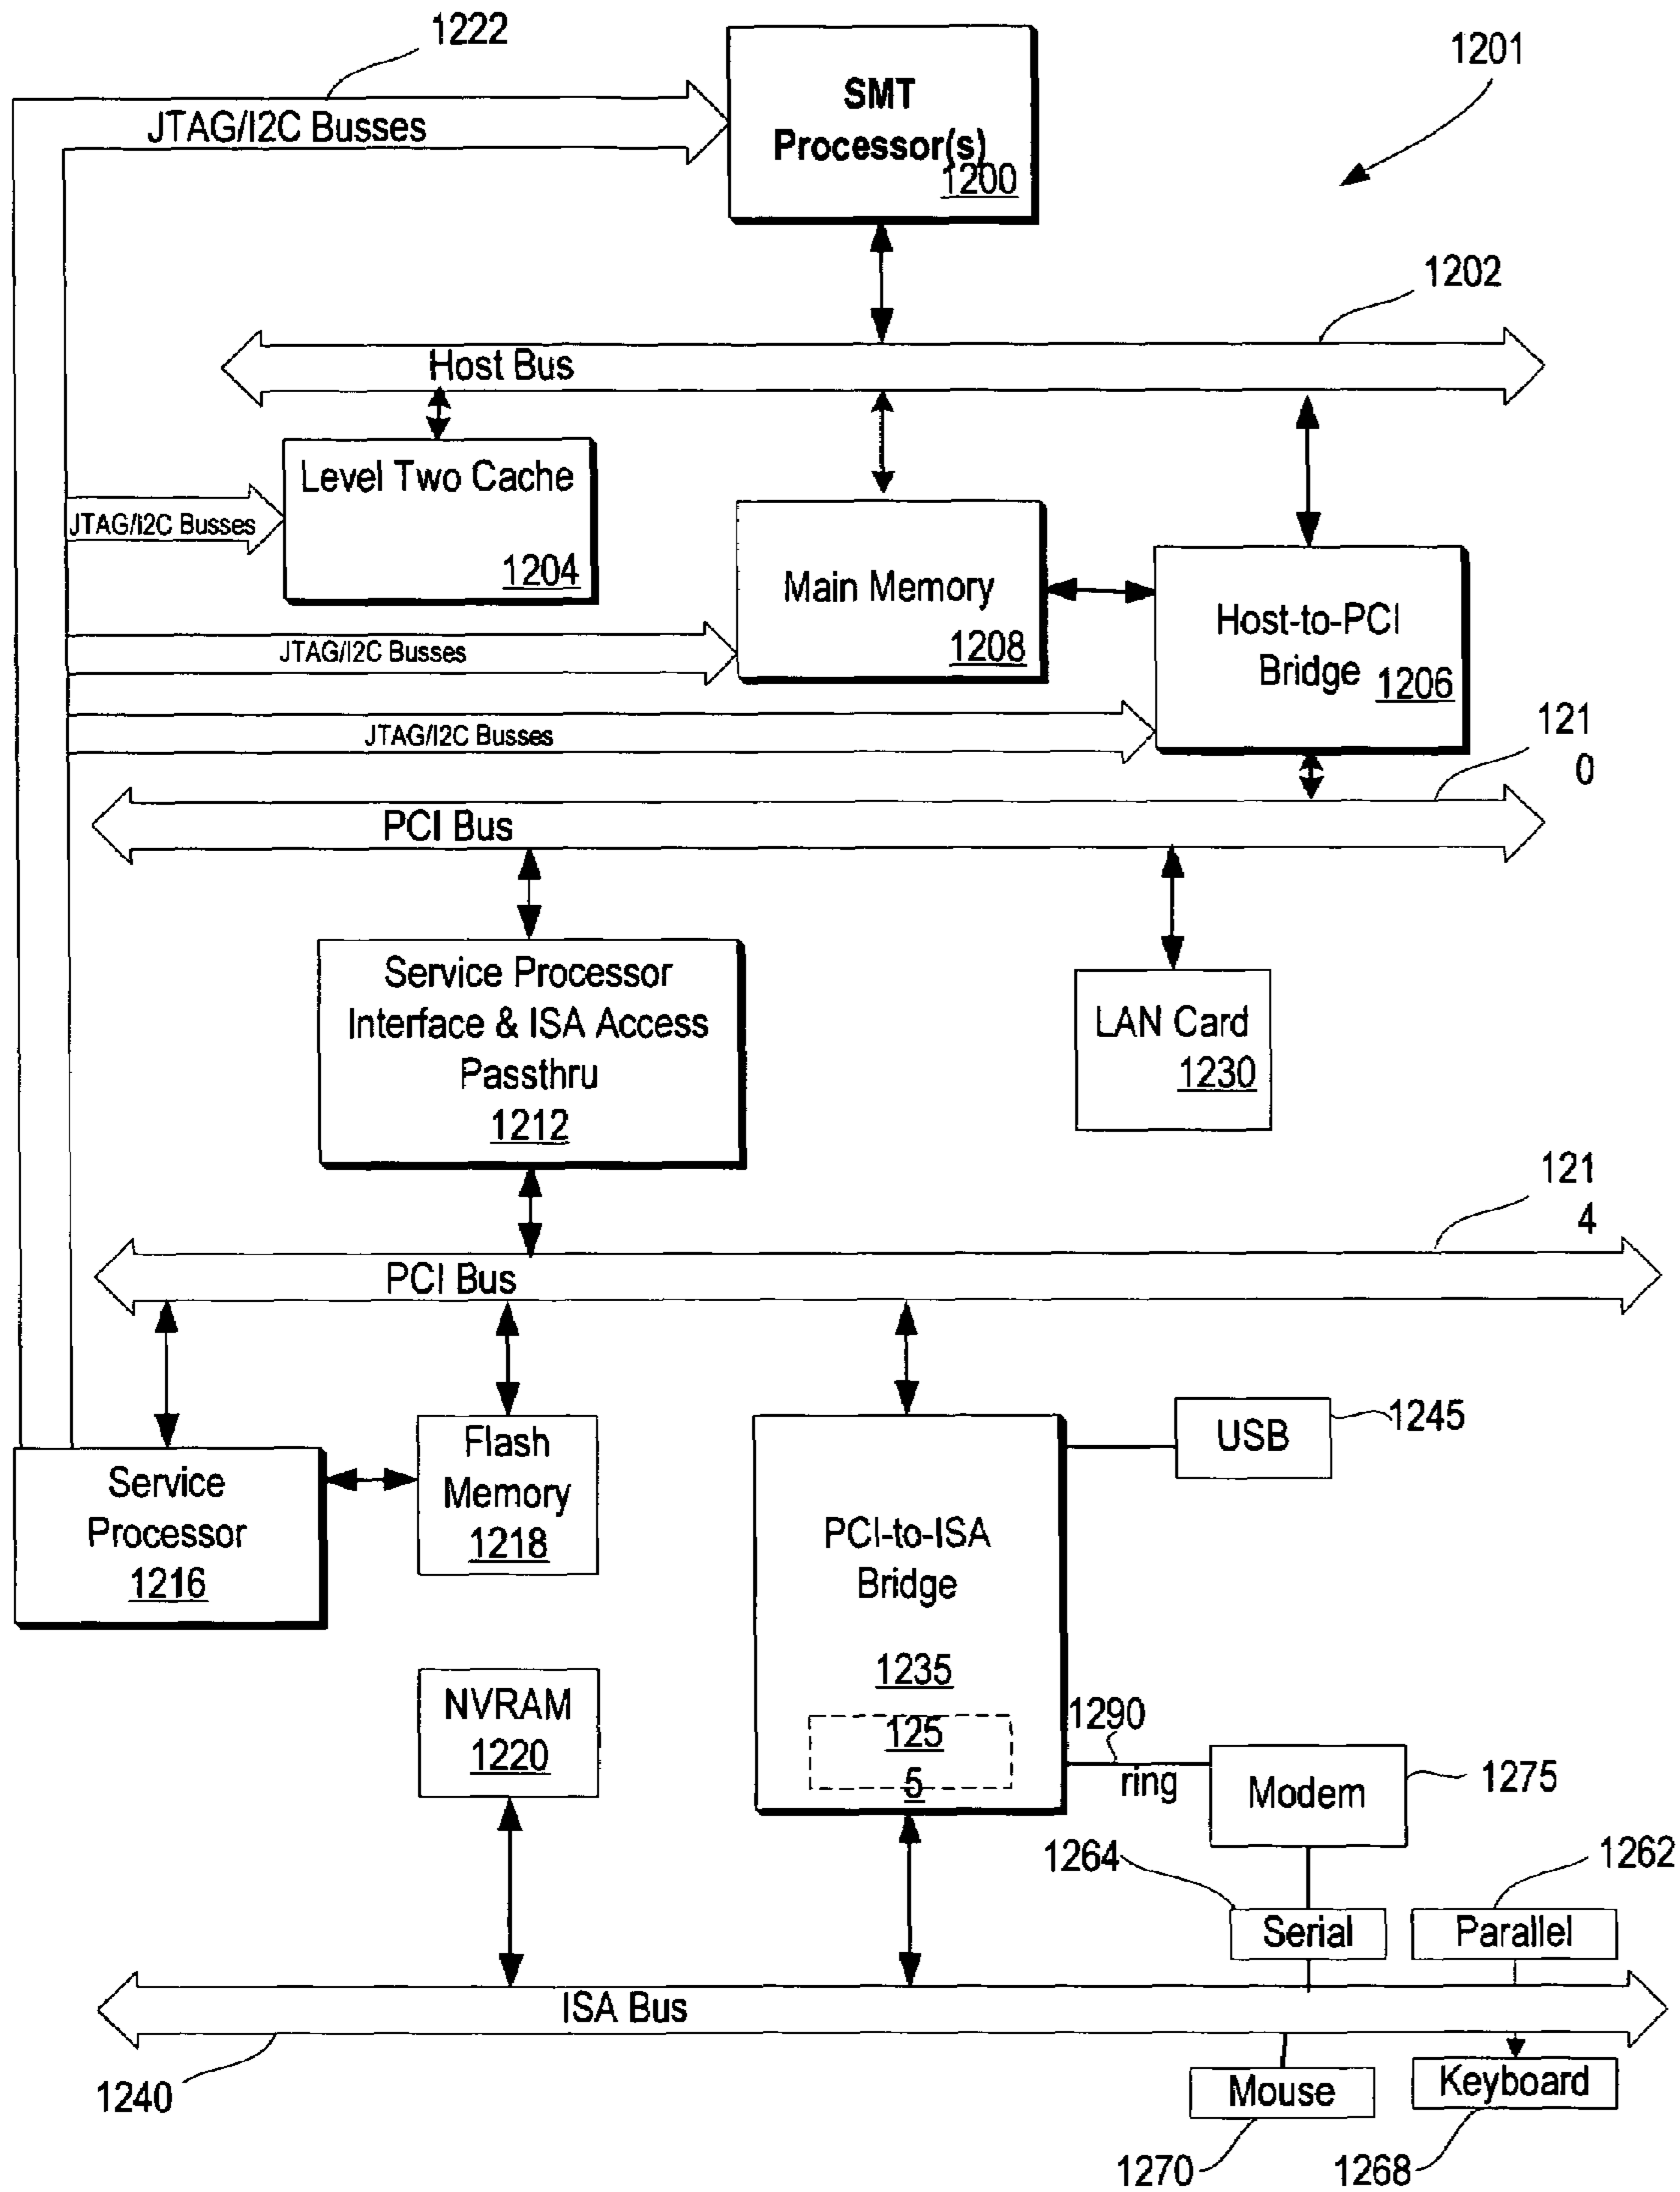 1222
SMT
Processor(s)
1200
1201
JTAG/I2C Busses
1202
Host Bus
Level Two Cache
1204
JTAG/I2C Busses
Main Memory
1208
Host-to-PCI
Bridge
1206
JTAG/I2C Busses
JTAG/I2C Busses
121
0
PCI Bus
Service Processor
Interface & ISA Access
Passthru
1212
LAN Card
1230
121
4
PCI Bus
Service
Processor
1216
Flash
Memory
1218
PCI-to-ISA
Bridge
1235
125
5
USB
1245
NVRAM
1220
1290
ring
Modem
1275
1264
1262
Serial
Parallel
ISA Bus
1240
Mouse
Keyboard
1270
1268